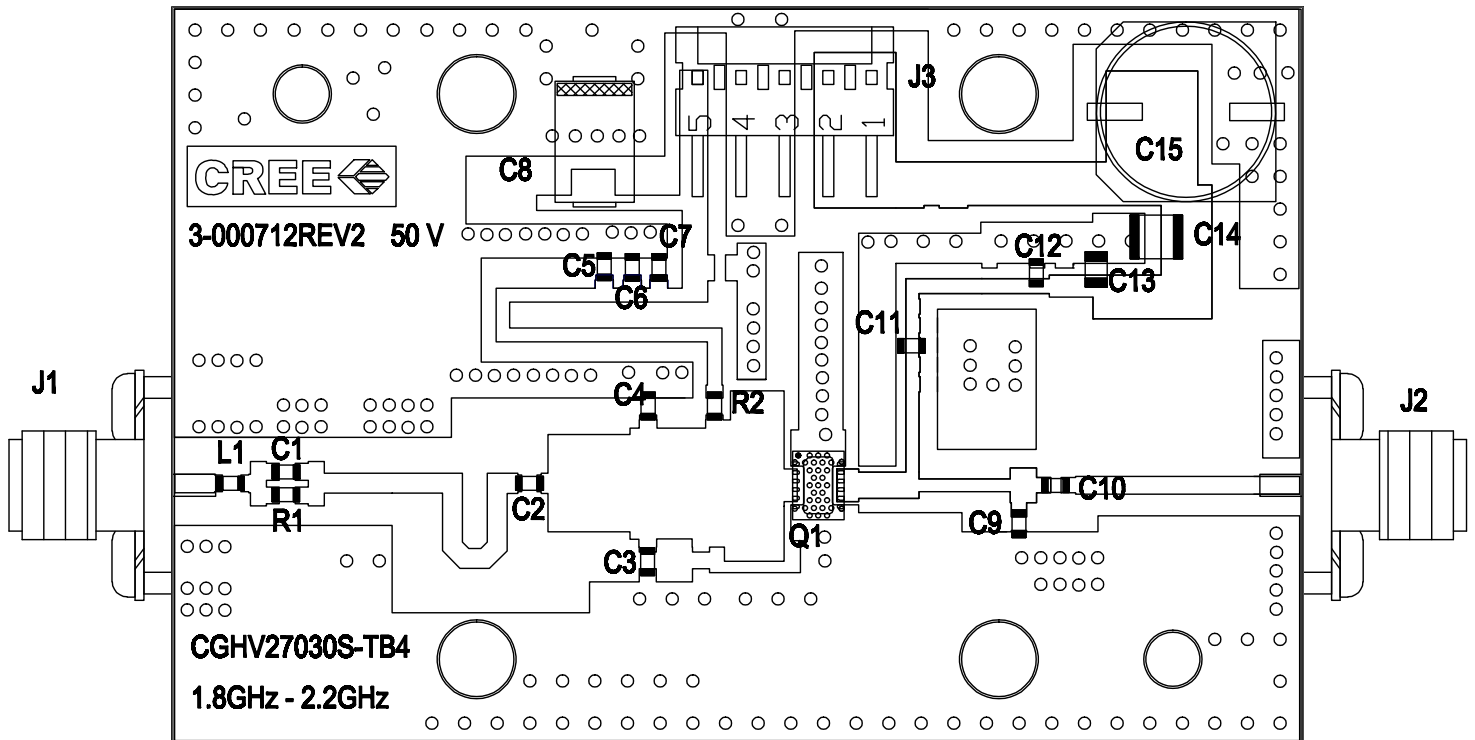 J3
5 4 3 2 1
C15
C8
CREE
3-000712REV2 50 V
C7
C14
C5
C12
C13
C6
C11
J1
C4
R2
J2
L1
C1
C10
C2
R1
C9
Q1
C3
CGHV27030S-TB4
1.8GHz - 2.2GHz